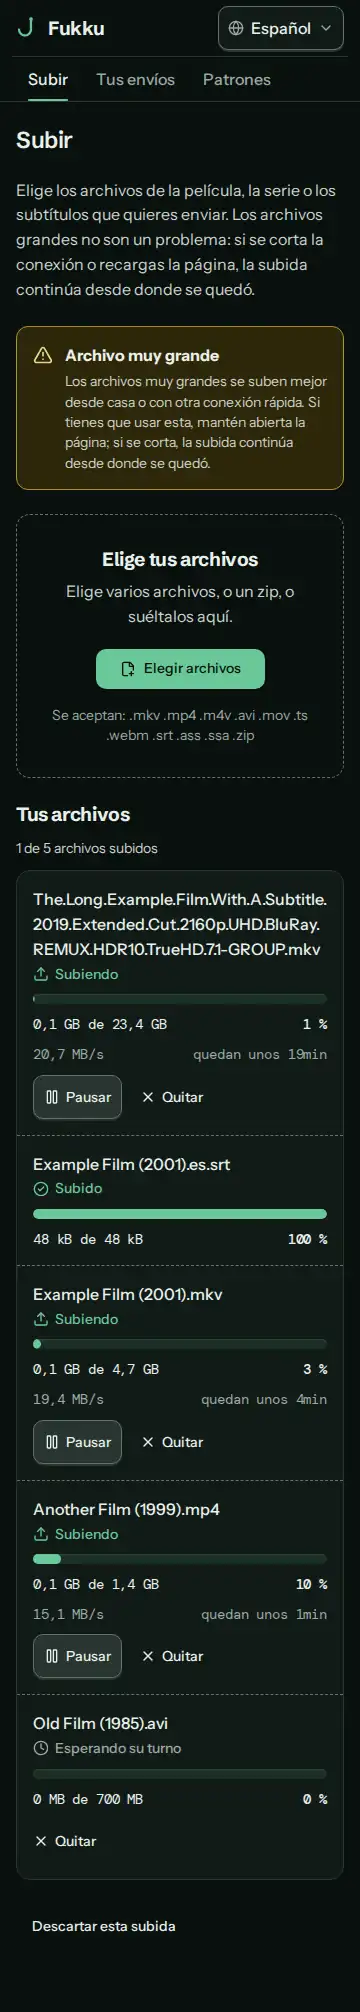 Fukku
Español
Subir
Tus envíos
Patrones
Subir
Elige los archivos de la película, la serie o los
subtítulos que quieres enviar. Los archivos
grandes no son un problema: si se corta la
conexión o recargas la página, la subida
continúa desde donde se quedó.
Archivo muy grande
Los archivos muy grandes se suben mejor
desde casa o con otra conexión rápida. Si
tienes que usar esta, mantén abierta la
página; si se corta, la subida continúa
desde donde se quedó.
Elige tus archivos
Elige varios archivos, o un zip, o
suéltalos aquí.
Elegir archivos
Se aceptan: .mkv .mp4 .m4v .avi .mov .ts
.webm .srt .ass .ssa .zip
Tus archivos
1 de 5 archivos subidos
The.Long.Example.Film.With.A.Subtitle.
2019.Extended.Cut.2160p.UHD.BluRay.
REMUX.HDR10.TrueHD.7.1-GROUP.mkv
Subiendo
0,1 GB de 23,4 GB 1 %
20,7 MB/s quedan unos 19min
Pausar Quitar
Example Film (2001).es.srt
Subido
48 kB de 48 kB 100 %
Example Film (2001).mkv
Subiendo
0,1 GB de 4,7 GB 3 %
19,4 MB/s quedan unos 4min
Pausar Quitar
Another Film (1999).mp4
Subiendo
0,1 GB de 1,4 GB 10 %
15,1 MB/s quedan unos 1min
Pausar Quitar
Old Film (1985).avi
Esperando su turno
0 MB de 700 MB 0 %
Quitar
Descartar esta subida